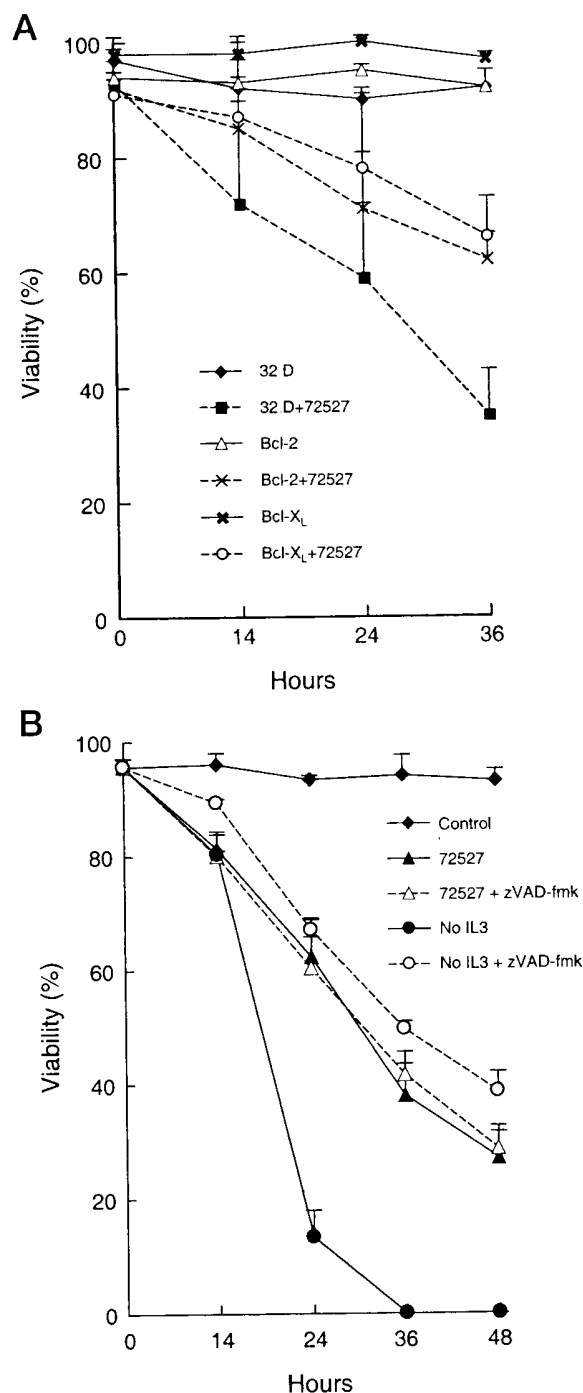 A
100
80
60
40
20
0
Viability (%)
32 D
32 D+72527
Bcl-2
Bcl-2+72527
Bcl-XL
Bcl-XL+72527
0 14 24 36
Hours
B
100
80
60
40
20
0
Viability (%)
Control
72527
72527 + zVAD-fmk
No IL3
No IL3 + zVAD-fmk
0 14 24 36 48
Hours